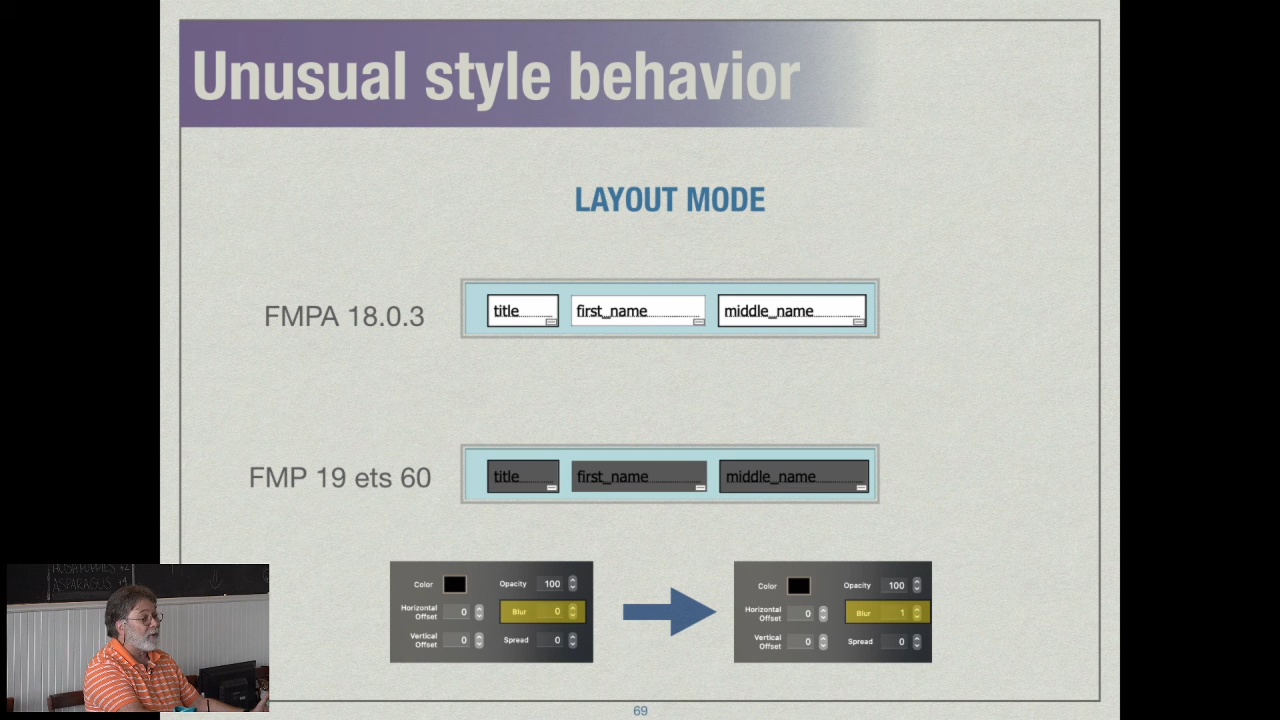 Unusual style behavior
LAYOUT MODE
FMPA 18.0.3
title
first_name
middle_name
FMP 19 ets 60
title
first_name
middle_name
Color
Opacity 100
Horizontal
Offset 0
Blur 0
Vertical
Offset 0
Spread 0
Color
Opacity 100
Horizontal
Offset 0
Blur 1
Vertical
Offset 0
Spread 0
ASPARAGUS
69